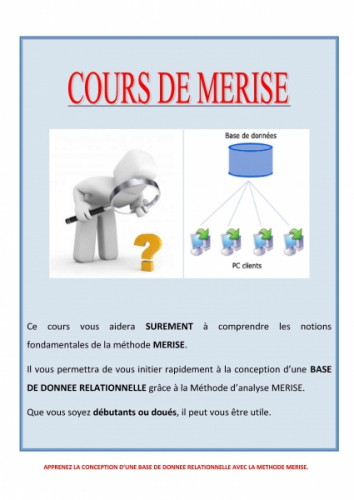 COURS DE MERISE
Base de données
PC clients
Ce cours vous aidera SUREMENT à comprendre les notions
fondamentales de la méthode MERISE.
Il vous permettra de vous initier rapidement à la conception d'une BASE
DE DONNEE RELATIONNELLE grâce à la Méthode d'analyse MERISE.
Que vous soyez débutants ou doués, il peut vous être utile.
APPRENEZ LA CONCEPTION D'UNE BASE DE DONNEE RELATIONNELLE AVEC LA METHODE MERISE.